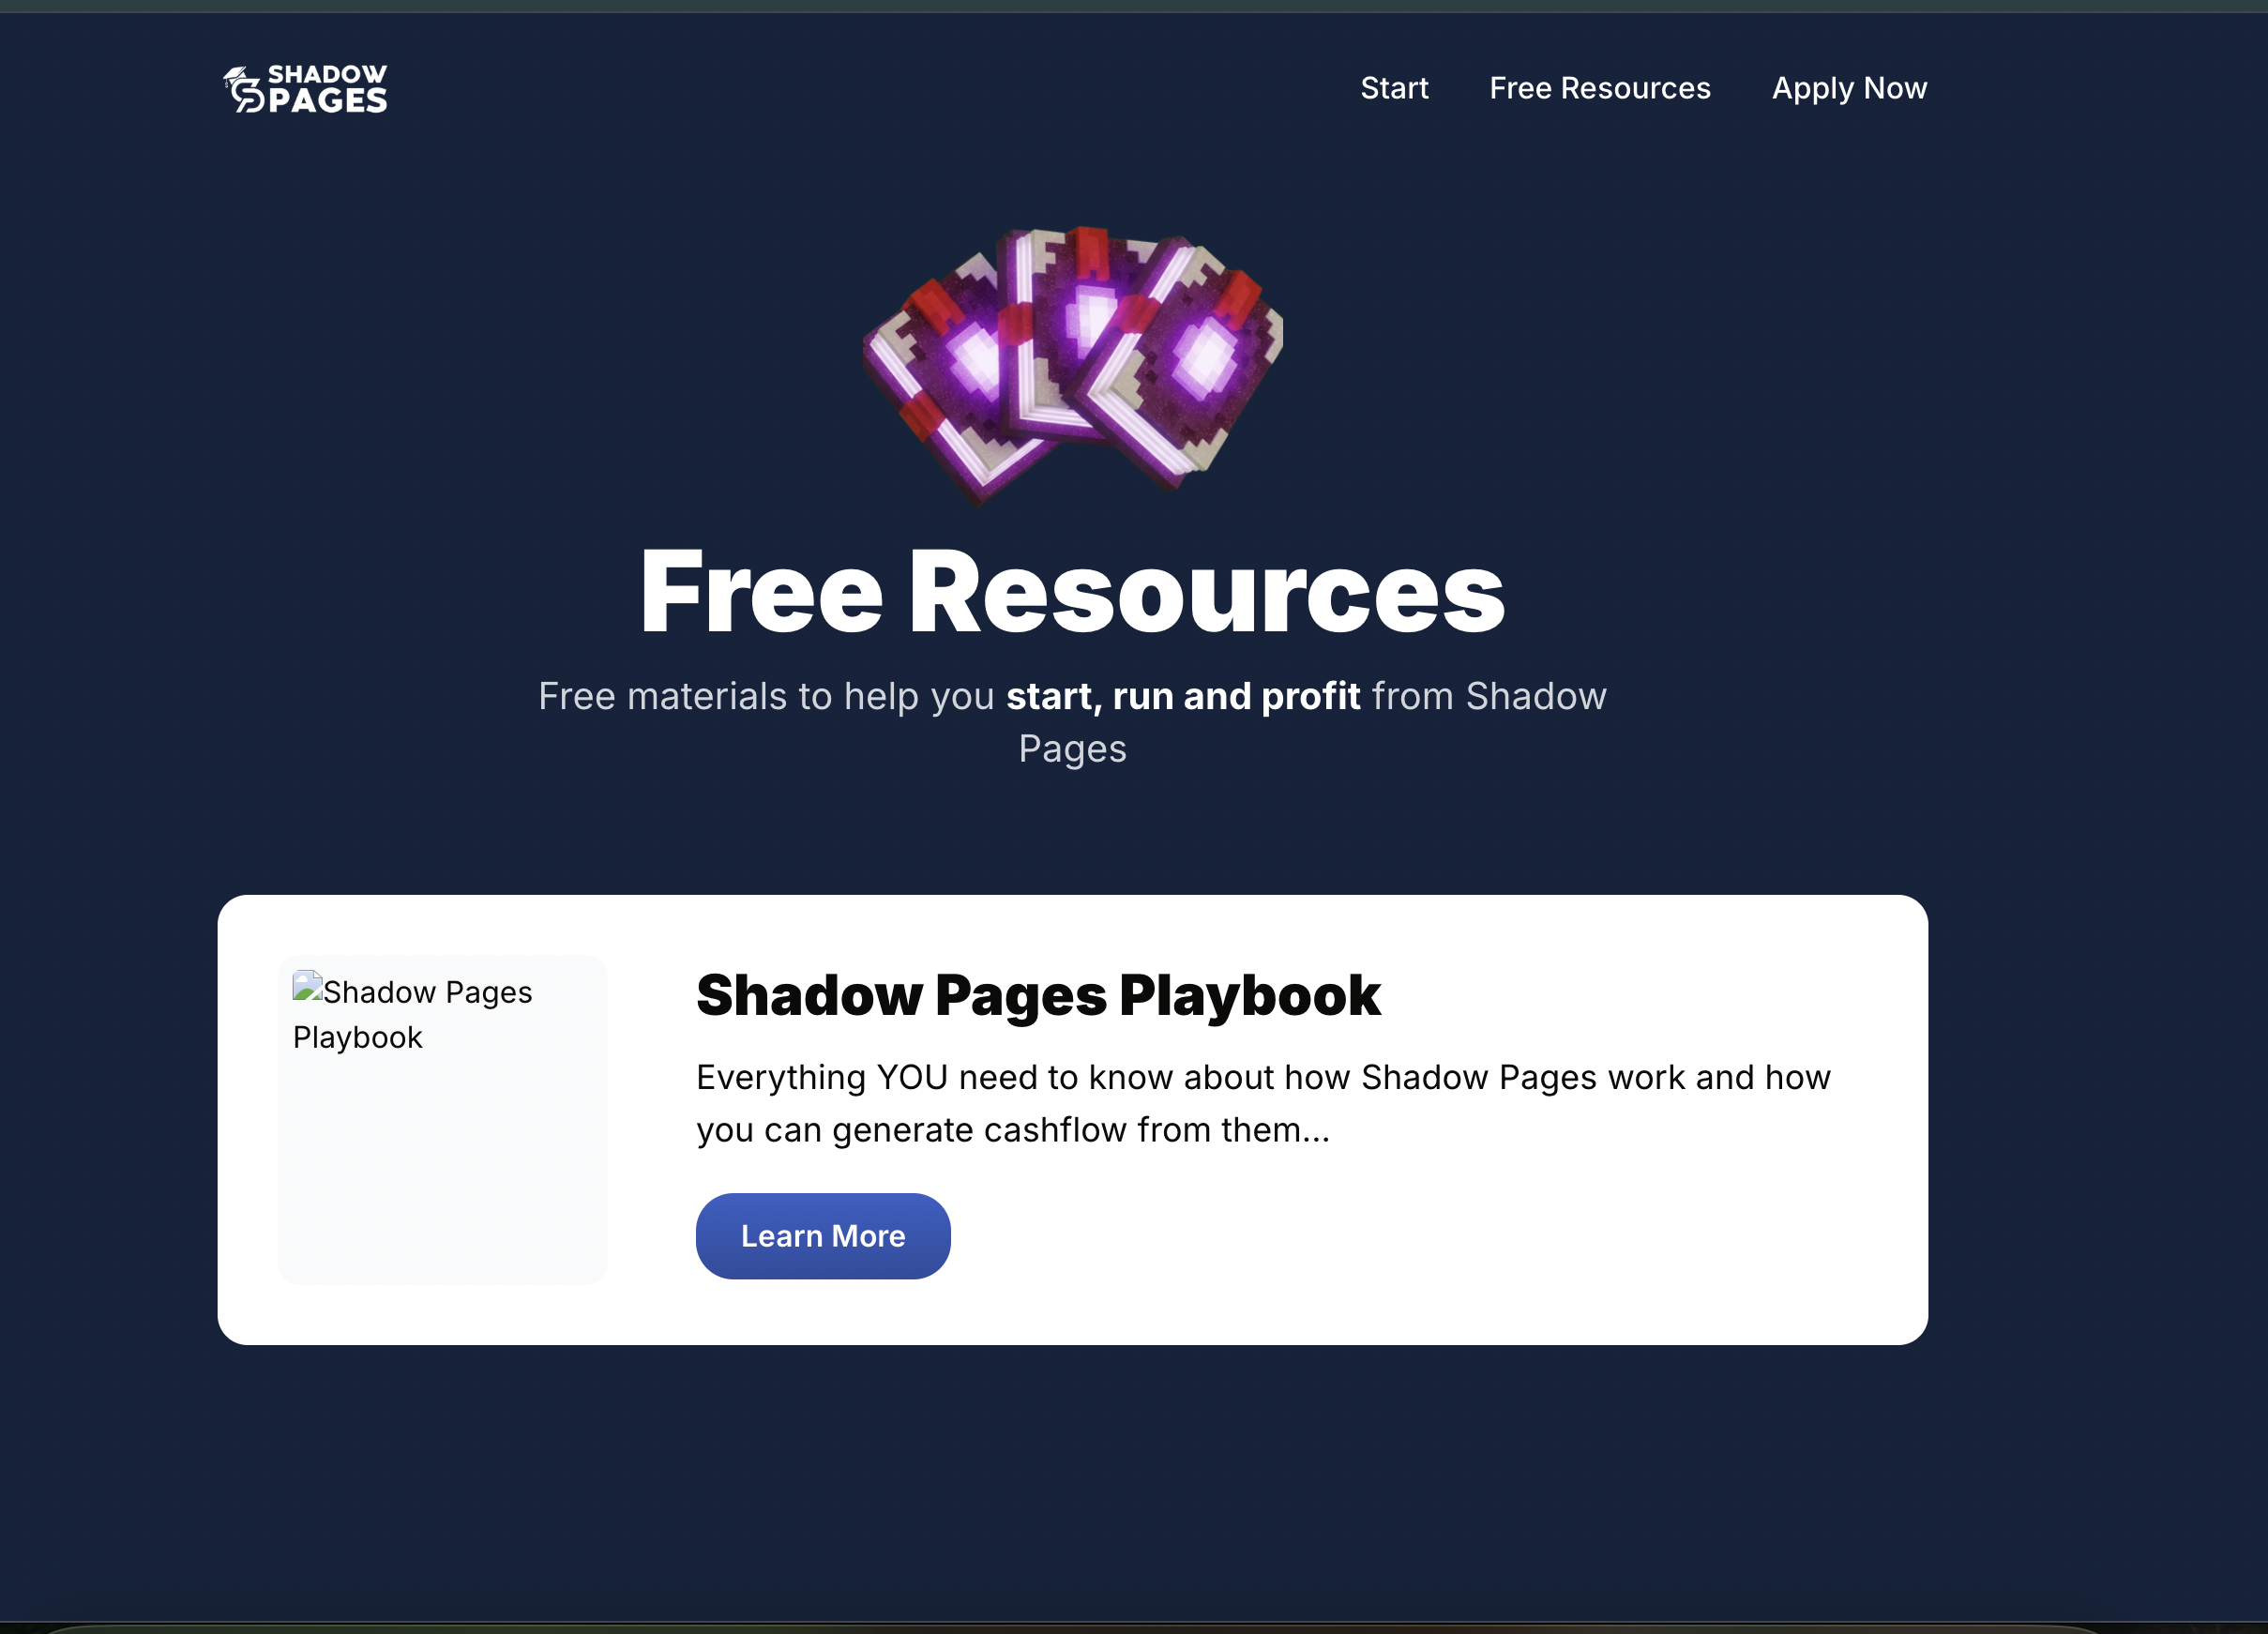 SHADOW
PAGES
Start
Free Resources
Apply Now
Free Resources
Free materials to help you start, run and profit from Shadow
Pages
Shadow Pages
Playbook
Shadow Pages Playbook
Everything YOU need to know about how Shadow Pages work and how
you can generate cashflow from them...
Learn More